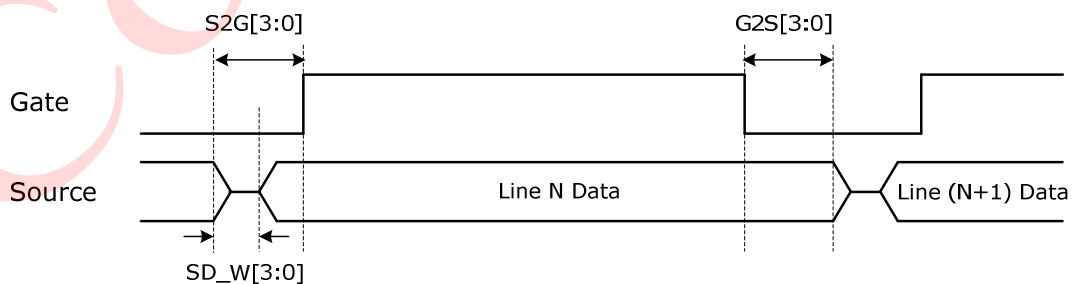 S2G[3:0]
G2S[3:0]
Gate
Source
Line N Data
Line (N+1) Data
SD_W[3:0]